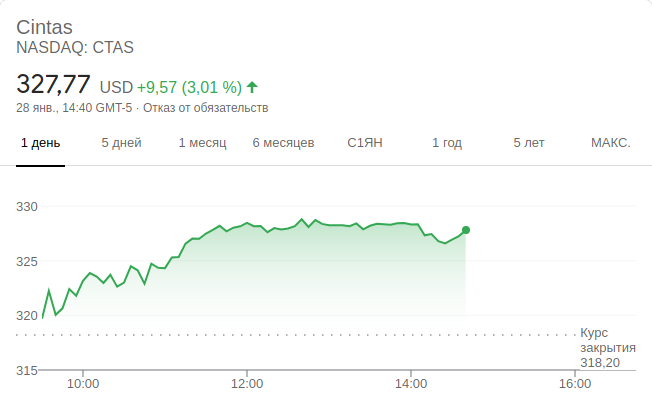 Cintas
NASDAQ: CTAS
327,77 USD +9,57 (3,01 %)
28 янв., 14:40 GMT-5 · Отказ от обязательств
1 день 5 дней 1 месяц 6 месяцев С1ЯН 1 год 5 лет МАКС.
330
325
320
Курс
закрытия
318,20
315
10:00 12:00 14:00 16:00